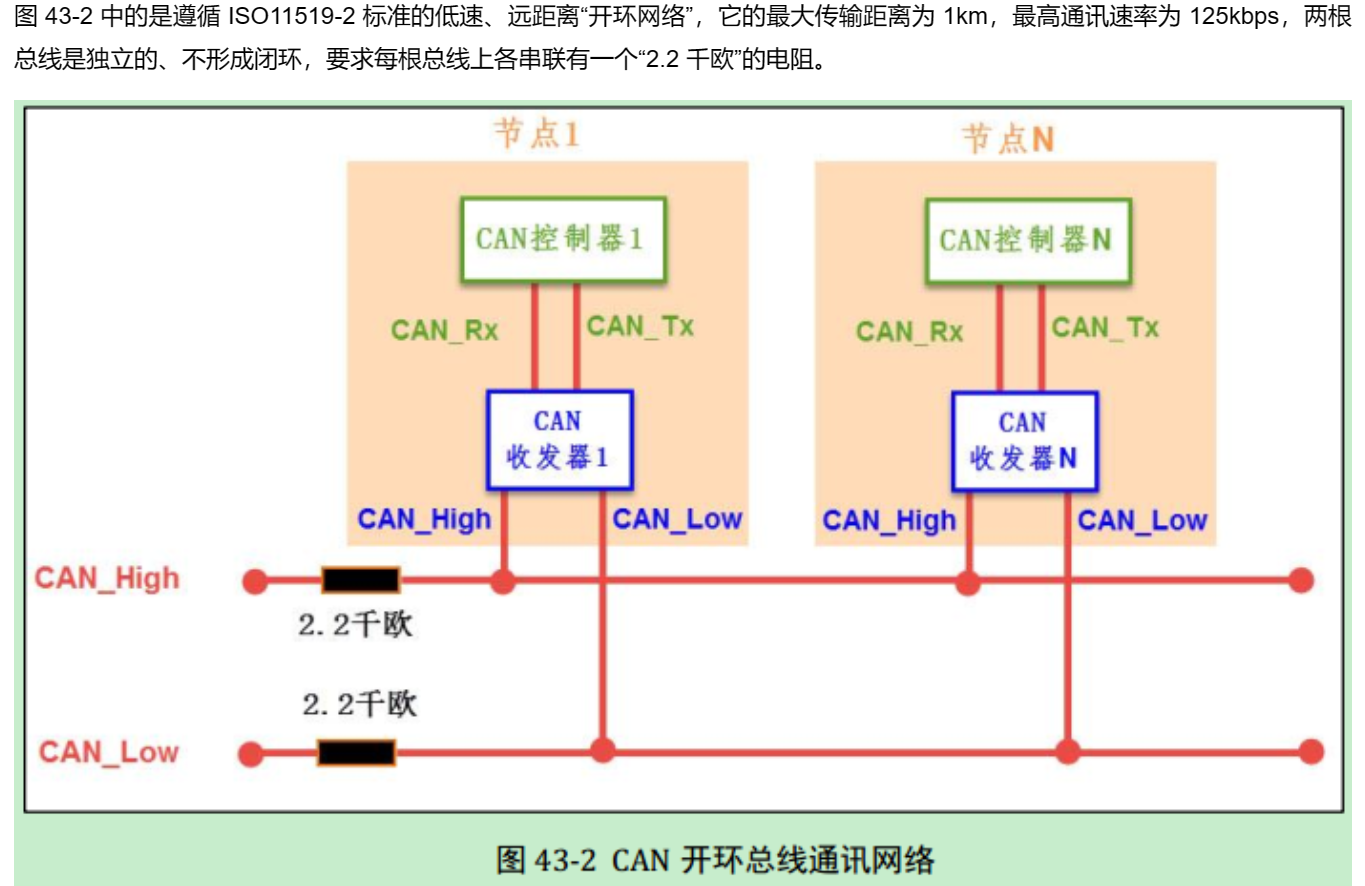 图 43-2 中的是遵循 ISO11519-2 标准的低速、远距离“开环网络”，它的最大传输距离为 1km，最高通讯速率为 125kbps，两根
总线是独立的、不形成闭环，要求每根总线上各串联有一个“2.2 千欧”的电阻。
节点1
节点N
CAN控制器1
CAN控制器N
CAN_Rx
CAN_Tx
CAN_Rx
CAN_Tx
CAN
收发器1
CAN
收发器N
CAN_High
CAN_Low
CAN_High
CAN_Low
CAN_High
2.2千欧
2.2千欧
CAN_Low
图 43-2 CAN 开环总线通讯网络